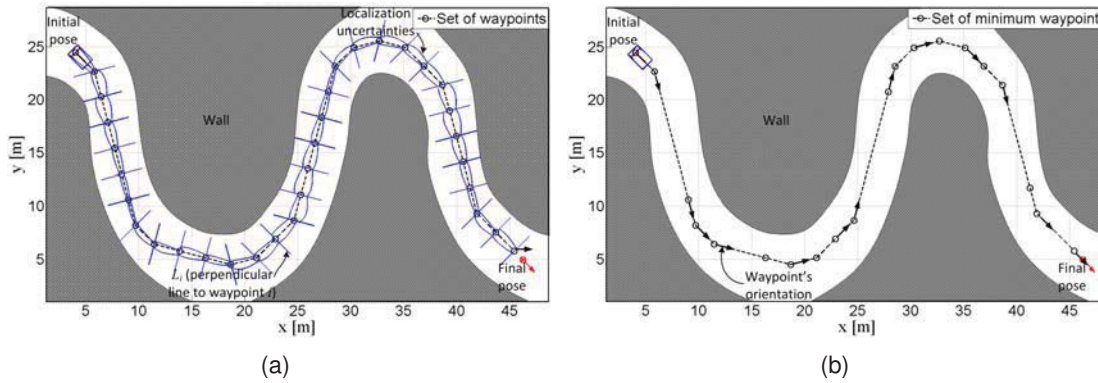 Initial
pose
Localization
uncertainties
Set of waypoints
Wall
y [m]
25
20
15
10
5
L_i (perpendicular
line to waypoint i)
Final
pose
5 10 15 20 25 30 35 40 45
x [m]
(a)
Initial
pose
Set of minimum waypoint
Wall
y [m]
25
20
15
10
5
Waypoint's
orientation
Final
pose
5 10 15 20 25 30 35 40 45
x [m]
(b)